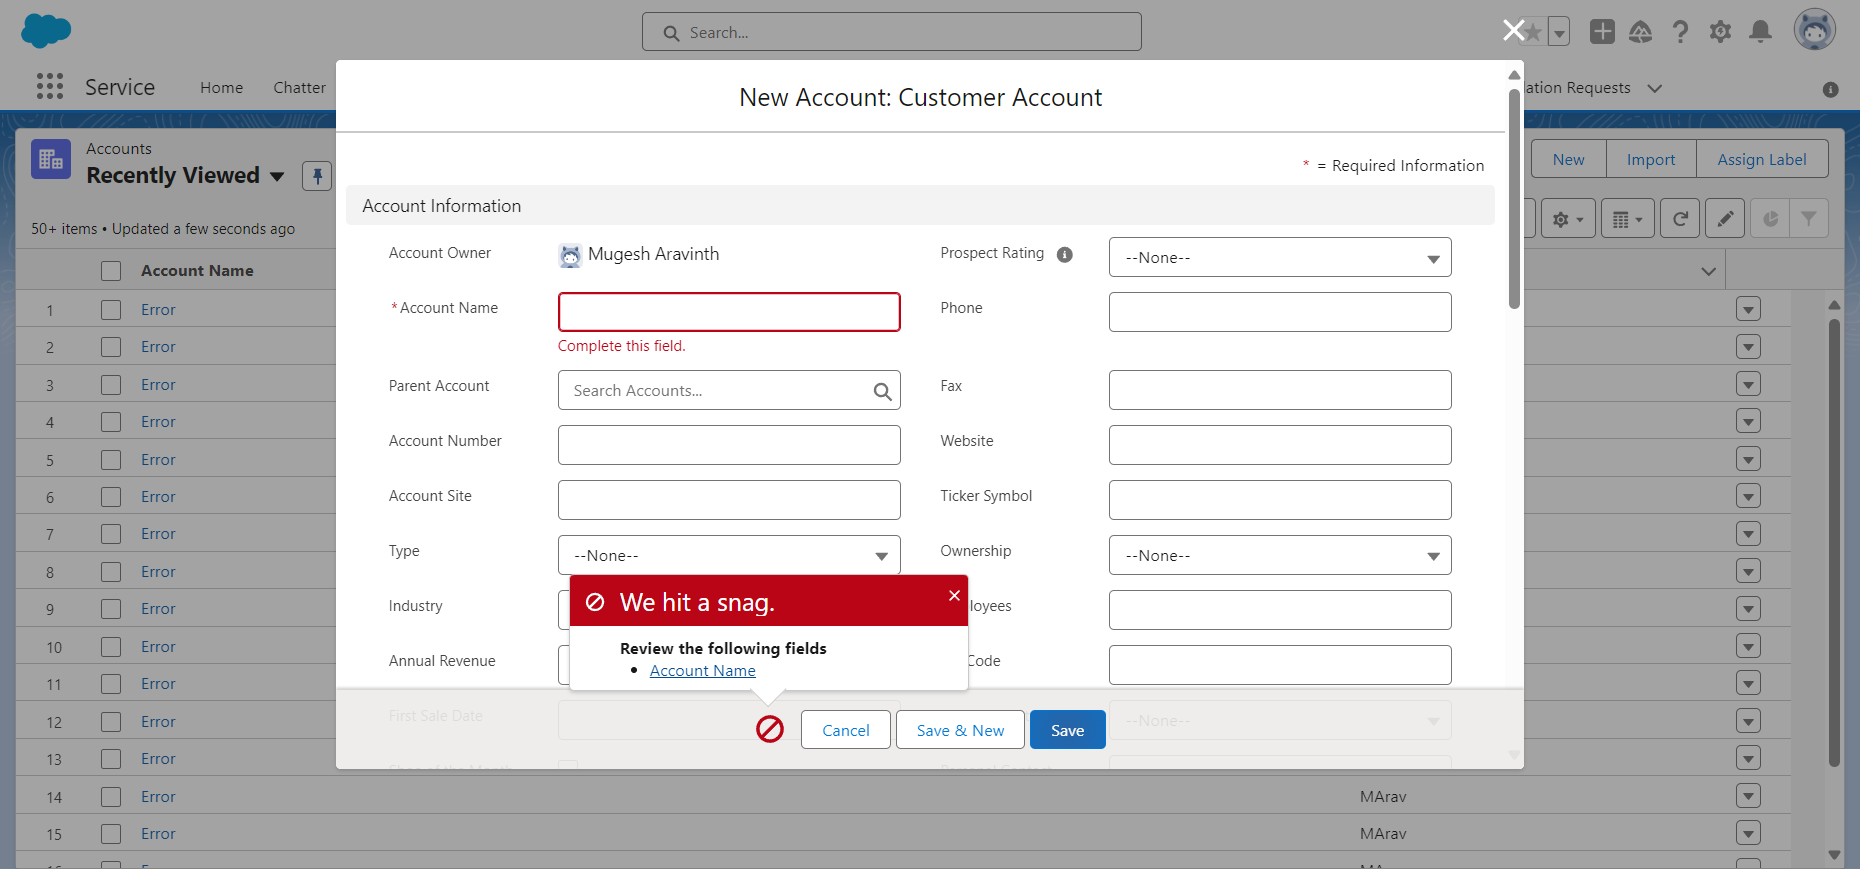 Search...
Service
Home
Chatter
ation Requests
New Account: Customer Account
* = Required Information
Accounts
Recently Viewed
New
Import
Assign Label
50+ items • Updated a few seconds ago
Account Name
1 Error
2 Error
3 Error
4 Error
5 Error
6 Error
7 Error
8 Error
9 Error
10 Error
11 Error
12 Error
13 Error
14 Error MArav
15 Error MArav
Account Information
Account Owner
Mugesh Aravinth
Prospect Rating
--None--
*Account Name
Complete this field.
Phone
Parent Account
Search Accounts...
Fax
Account Number
Website
Account Site
Ticker Symbol
Type
--None--
Ownership
--None--
Industry
loyees
Annual Revenue
Code
We hit a snag.
Review the following fields
• Account Name
First Sale Date
--None--
Cancel
Save & New
Save